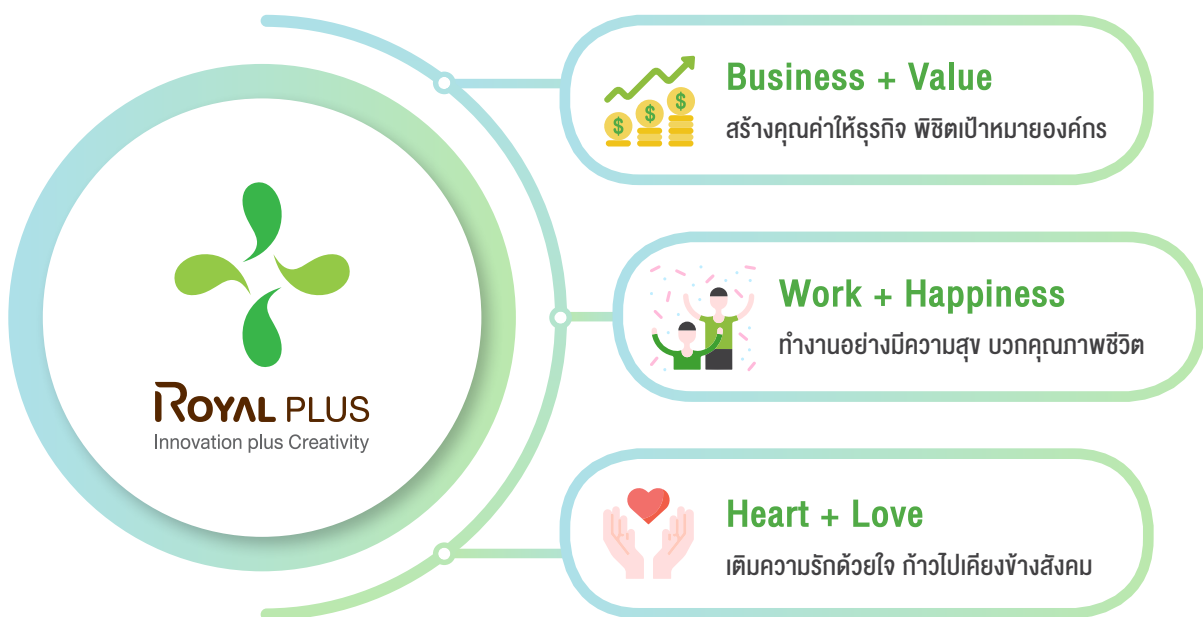 Business + Value
สร้างคุณค่าให้ธุรกิจ พิชิตเป้าหมายองค์กร
Work + Happiness
ทำงานอย่างมีความสุข บวกคุณภาพชีวิต
ROYAL PLUS
Innovation plus Creativity
Heart + Love
เติมความรักด้วยใจ ก้าวไปเคียงข้างสังคม
$
$
$